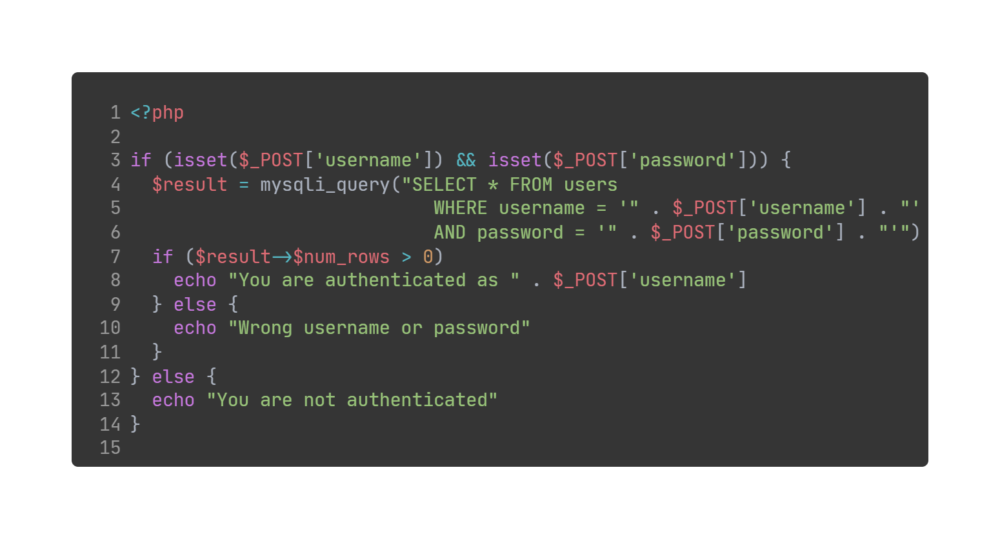 1 <?php
2
3 if (isset($_POST['username']) && isset($_POST['password'])) {
4   $result = mysqli_query("SELECT * FROM users
5                             WHERE username = '" . $_POST['username'] . "'
6                             AND password = '" . $_POST['password'] . "'")
7   if ($result->$num_rows > 0)
8     echo "You are authenticated as " . $_POST['username']
9   } else {
10     echo "Wrong username or password"
11   }
12 } else {
13   echo "You are not authenticated"
14 }
15